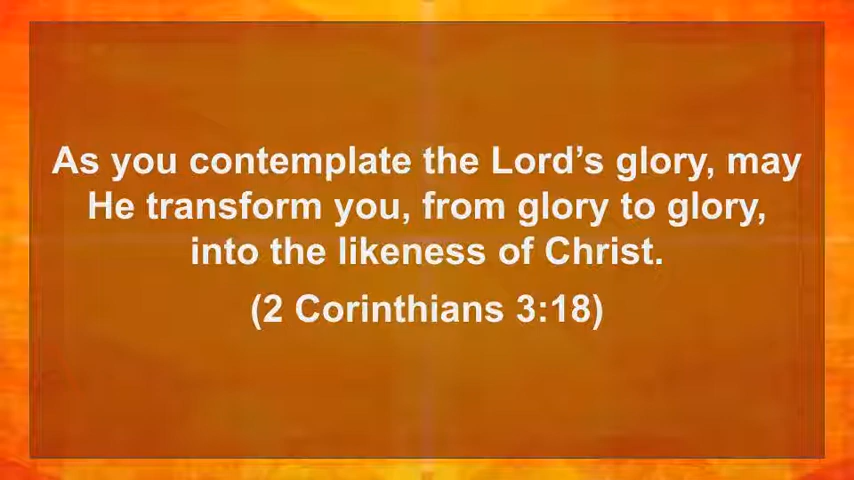 As you contemplate the Lord’s glory, may
He transform you, from glory to glory,
into the likeness of Christ.
(2 Corinthians 3:18)